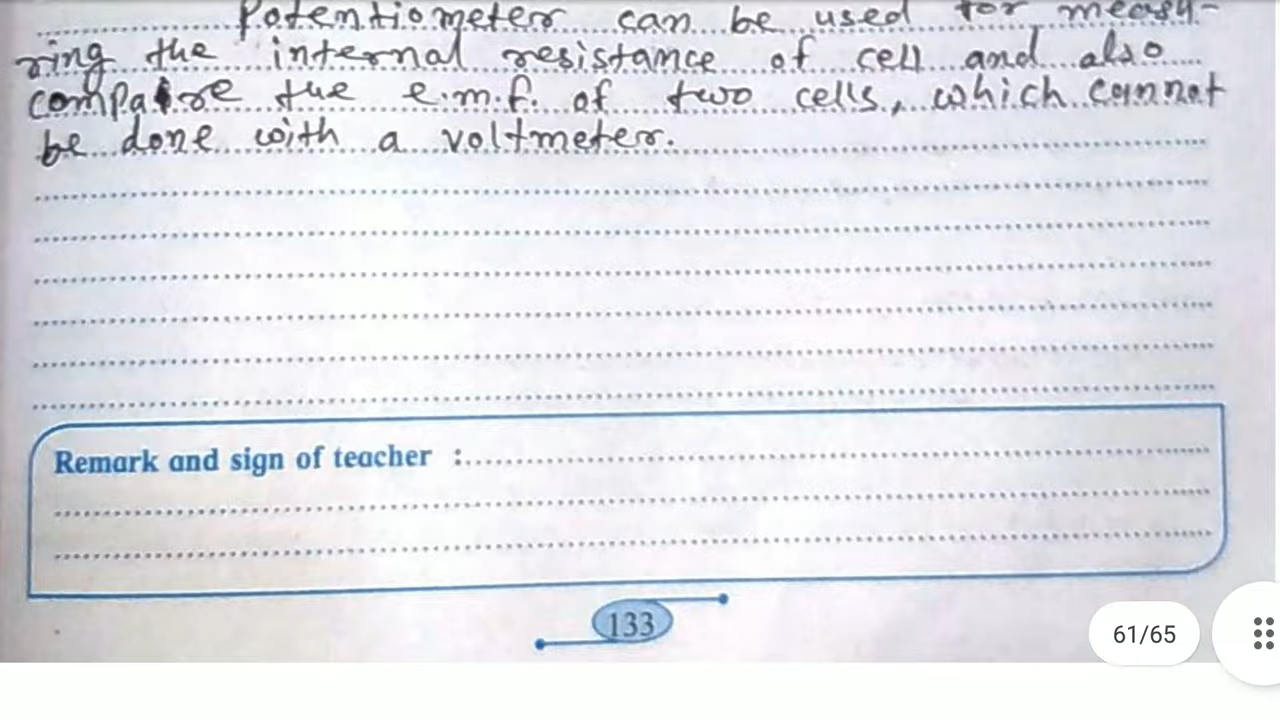 Potentiometer can be used for measu-
ring the internal resistance of cell and also
compaire the e.m.f. of two cells, which cannot
be done with a voltmeter.
Remark and sign of teacher :
133
61/65